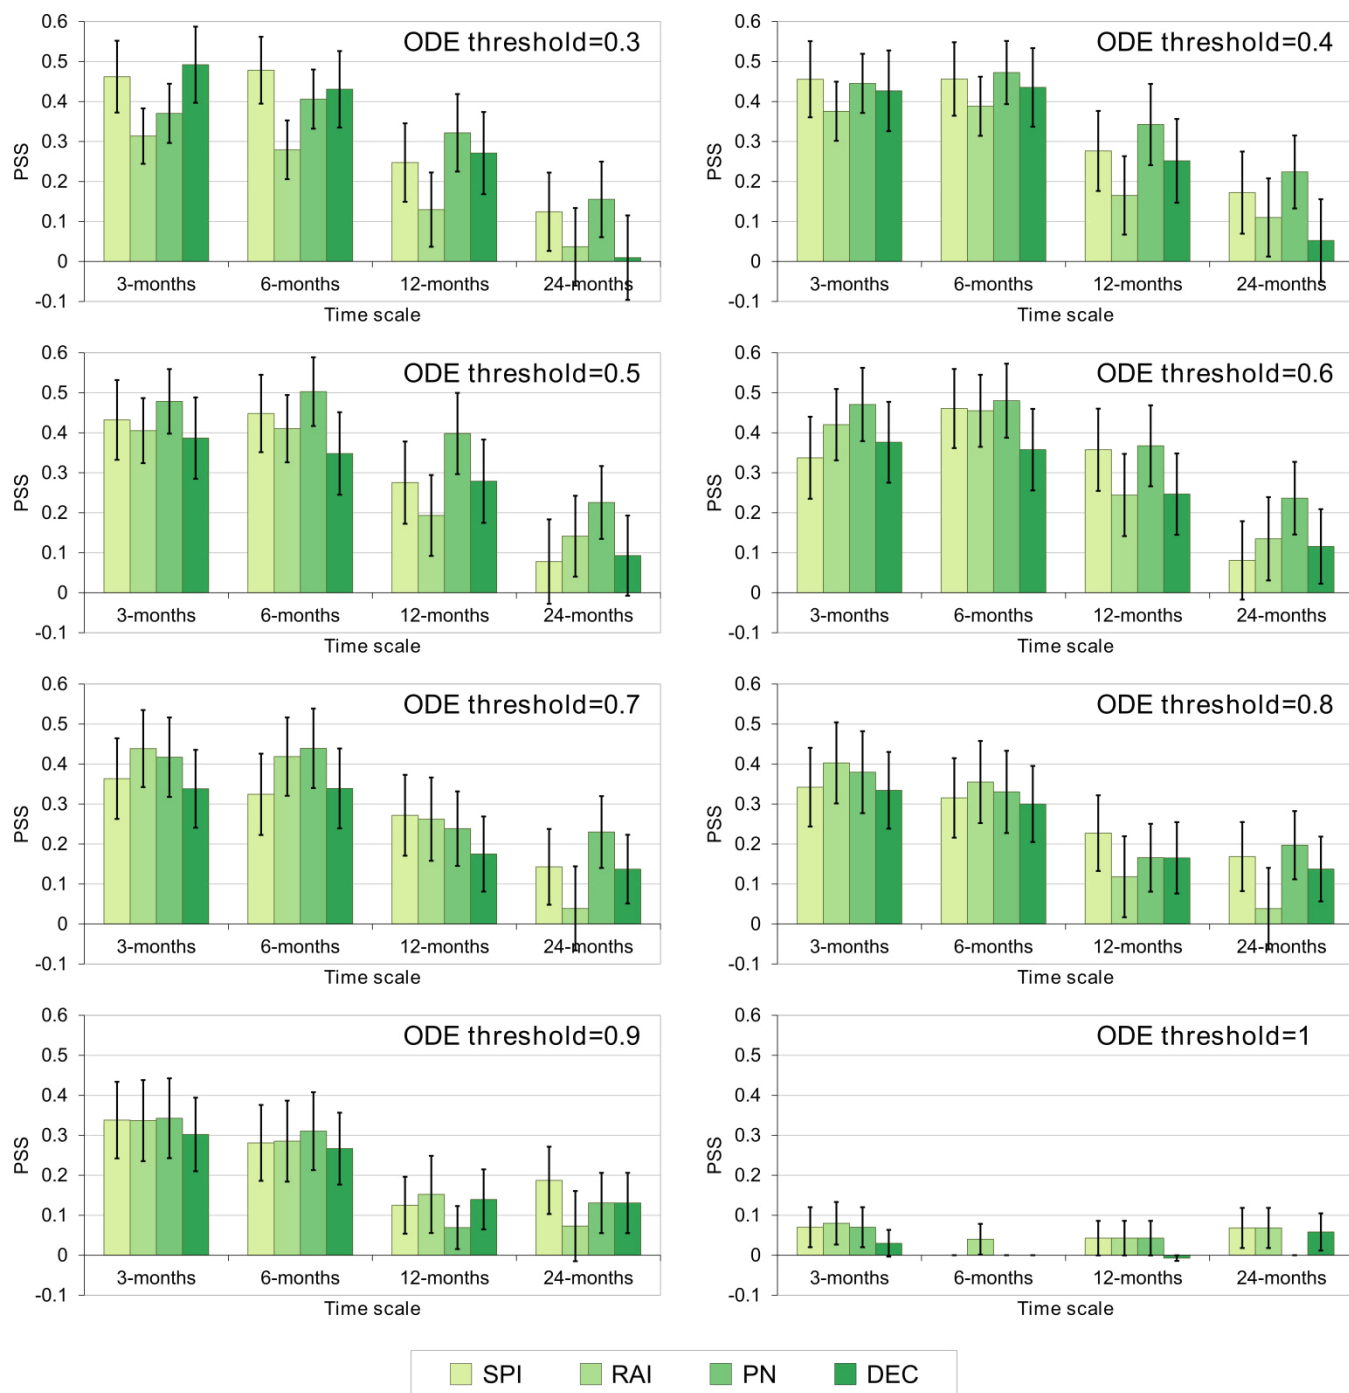 ODE threshold=0.3
PSS
0.6
0.5
0.4
0.3
0.2
0.1
0
-0.1
3-months 6-months 12-months 24-months
Time scale
ODE threshold=0.4
PSS
0.6
0.5
0.4
0.3
0.2
0.1
0
-0.1
3-months 6-months 12-months 24-months
Time scale
ODE threshold=0.5
PSS
0.6
0.5
0.4
0.3
0.2
0.1
0
-0.1
3-months 6-months 12-months 24-months
Time scale
ODE threshold=0.6
PSS
0.6
0.5
0.4
0.3
0.2
0.1
0
-0.1
3-months 6-months 12-months 24-months
Time scale
ODE threshold=0.7
PSS
0.6
0.5
0.4
0.3
0.2
0.1
0
-0.1
3-months 6-months 12-months 24-months
Time scale
ODE threshold=0.8
PSS
0.6
0.5
0.4
0.3
0.2
0.1
0
-0.1
3-months 6-months 12-months 24-months
Time scale
ODE threshold=0.9
PSS
0.6
0.5
0.4
0.3
0.2
0.1
0
-0.1
3-months 6-months 12-months 24-months
Time scale
ODE threshold=1
PSS
0.6
0.5
0.4
0.3
0.2
0.1
0
-0.1
3-months 6-months 12-months 24-months
Time scale
SPI RAI PN DEC